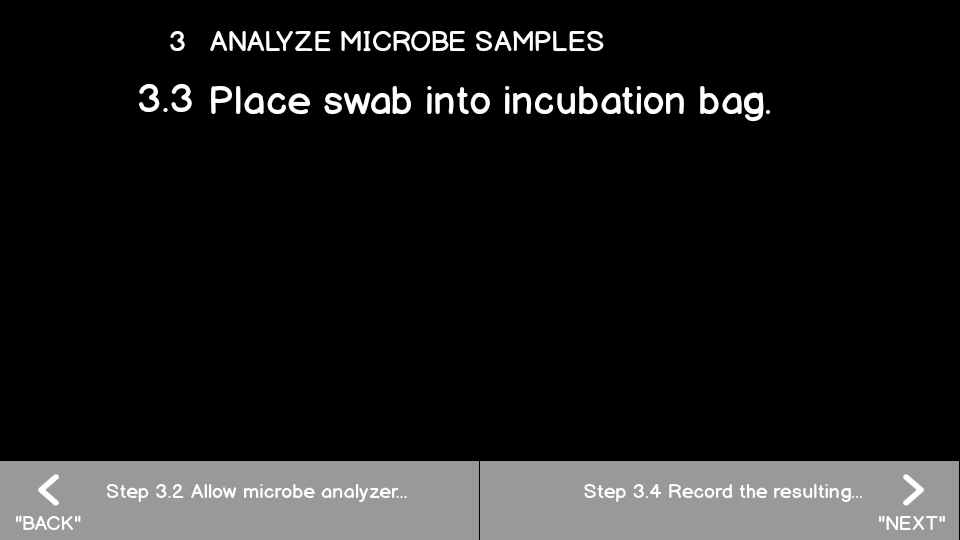 3 ANALYZE MICROBE SAMPLES
3.3 Place swab into incubation bag.
Step 3.2 Allow microbe analyzer...
"BACK"
Step 3.4 Record the resulting...
"NEXT"